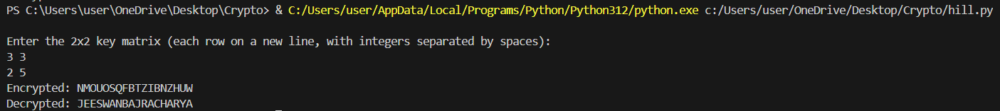 PS C:\Users\user\OneDrive\Desktop\Crypto> & C:/Users/user/AppData/Local/Programs/Python/Python312/python.exe c:/Users/user/OneDrive/Desktop/Crypto/hill.py
Enter the 2x2 key matrix (each row on a new line, with integers separated by spaces):
3 3
2 5
Encrypted: NMOUOSQFBTZIBNZHUW
Decrypted: JEESWANBAJRACHARYA